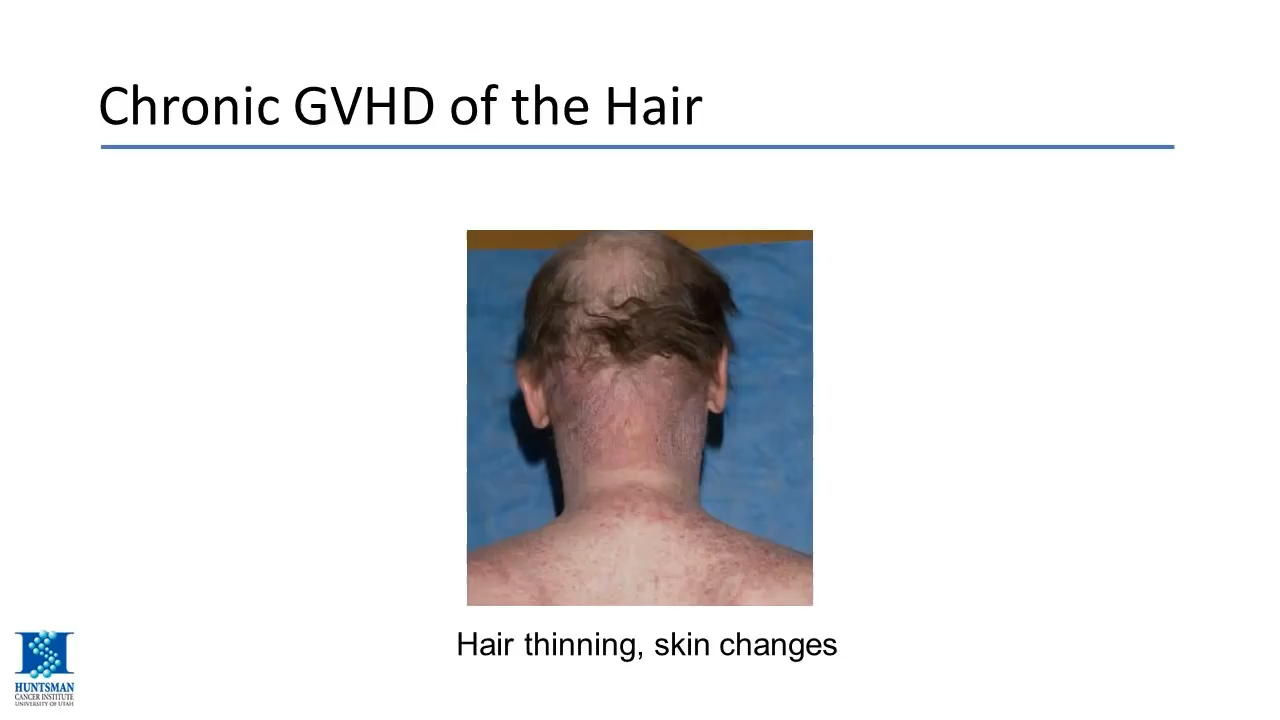 Chronic GVHD of the Hair
Hair thinning, skin changes
HUNTSMAN
CANCER INSTITUTE
UNIVERSITY OF UTAH